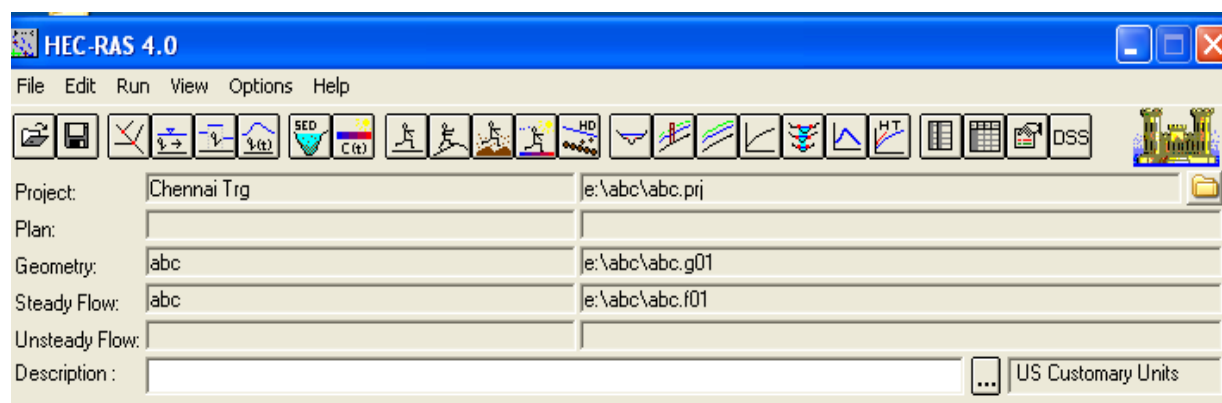 HEC-RAS 4.0
File Edit Run View Options Help
SED C(t) HD HT DSS
Project: Chennai Trg e:\abc\abc.prj
Plan:
Geometry: abc e:\abc\abc.g01
Steady Flow: abc e:\abc\abc.f01
Unsteady Flow:
Description : ... US Customary Units